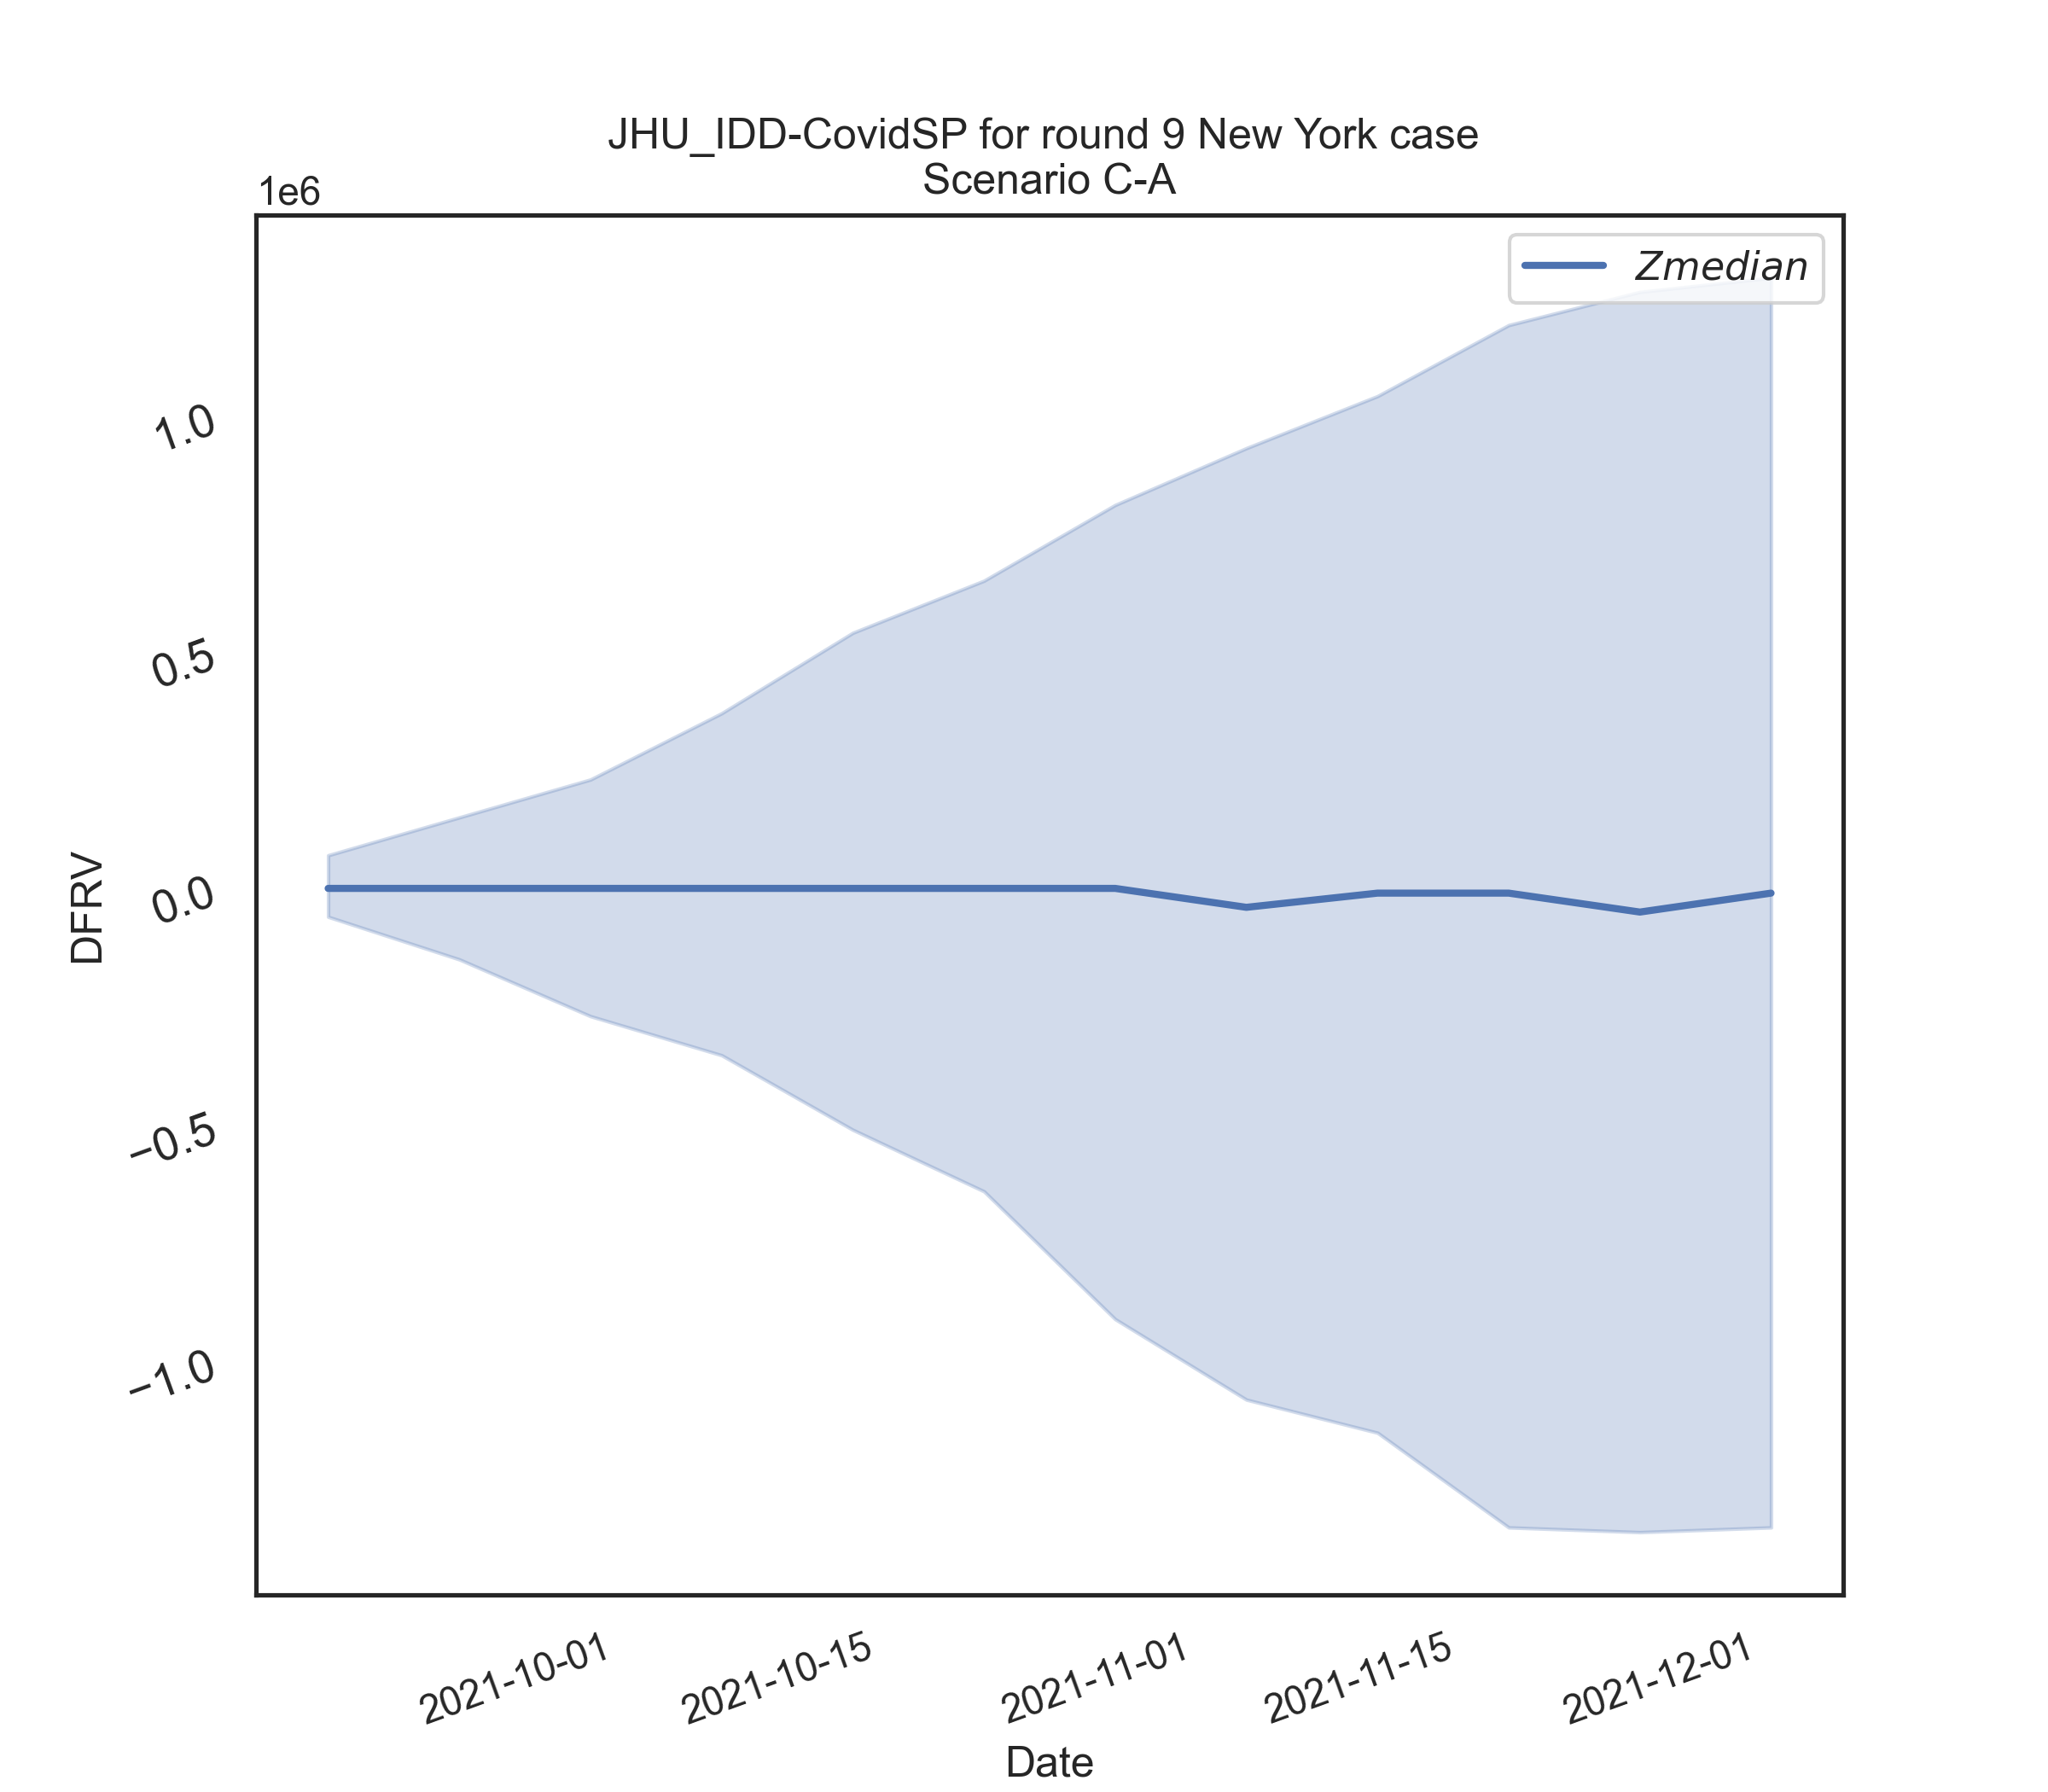 JHU_IDD-CovidSP for round 9 New York case
Scenario C-A
1e6
Zmedian
1.0
0.5
0.0
−0.5
−1.0
DFRV
2021-10-01
2021-10-15
2021-11-01
2021-11-15
2021-12-01
Date